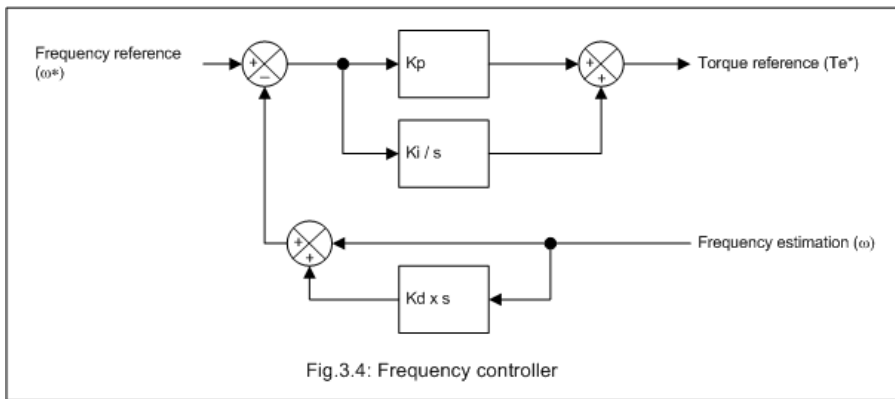 Frequency reference
(ω*)
+
−
Kp
+
+
Torque reference (Te*)
Ki / s
+
+
Frequency estimation (ω)
Kd x s
Fig.3.4: Frequency controller